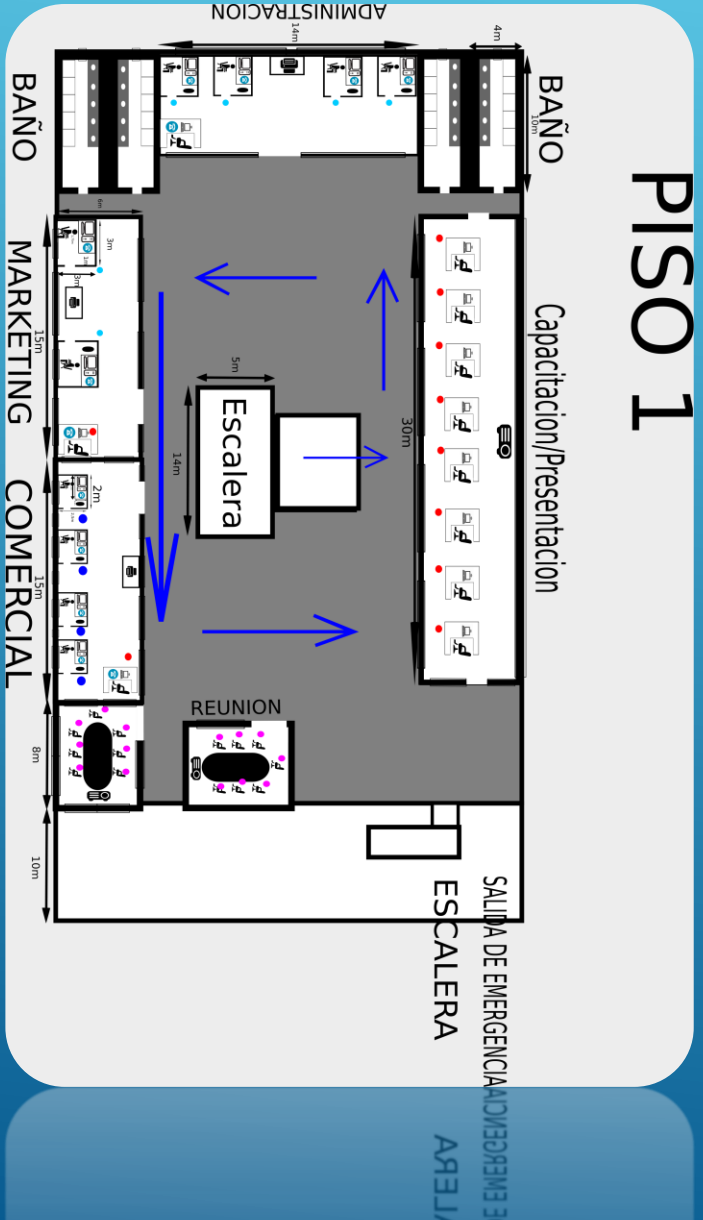 PISO 1
ADMINISTRACION
14m
4m
BAÑO
10m
BAÑO
6m
3m
3m
MARKETING
15m
Capacitacion/Presentacion
30m
5m
Escalera
14m
2m
COMERCIAL
15m
REUNION
8m
10m
ESCALERA
SALIDA DE EMERGENCIA